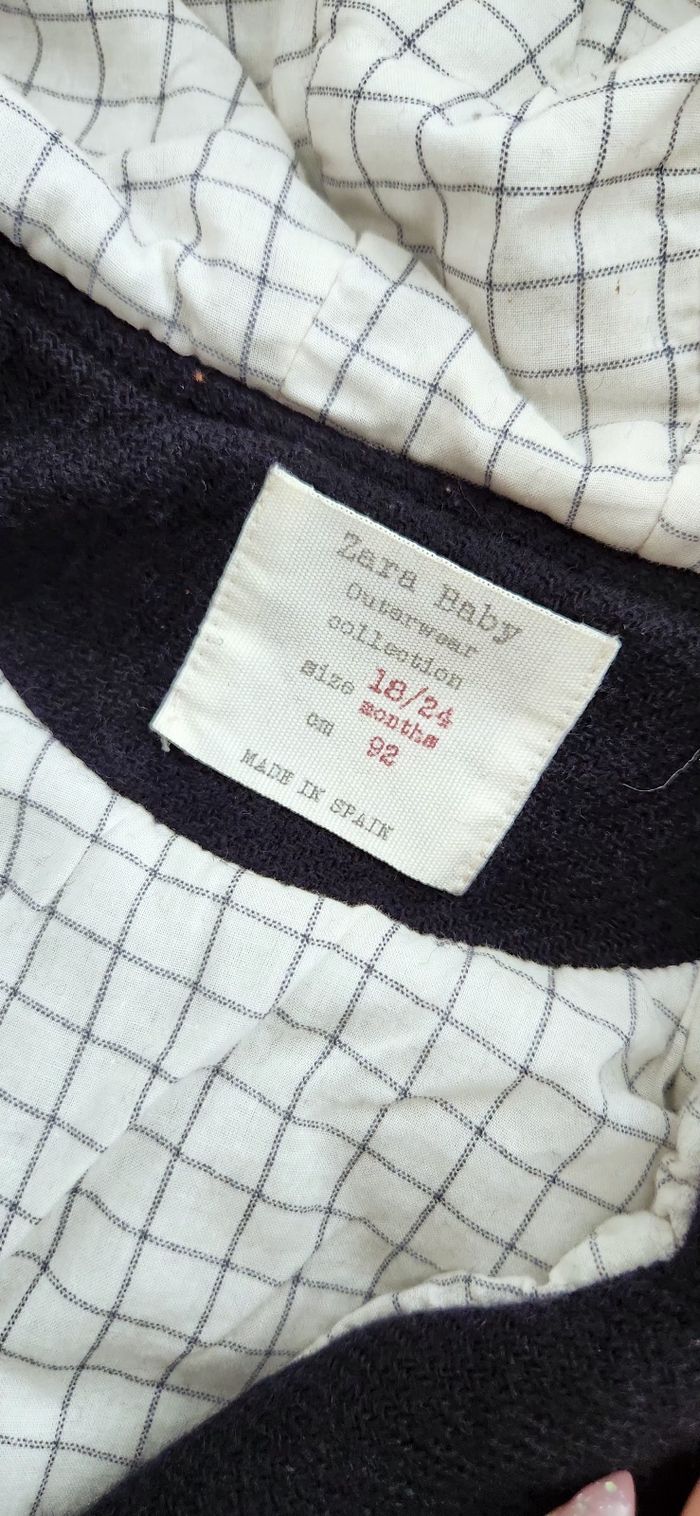 Zara Baby
Outerwear
collection
size 18/24
months
cm 92
MADE IN SPAIN